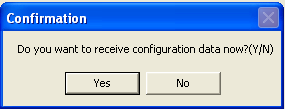 Confirmation
Do you want to receive configuration data now?(Y/N)
Yes
No